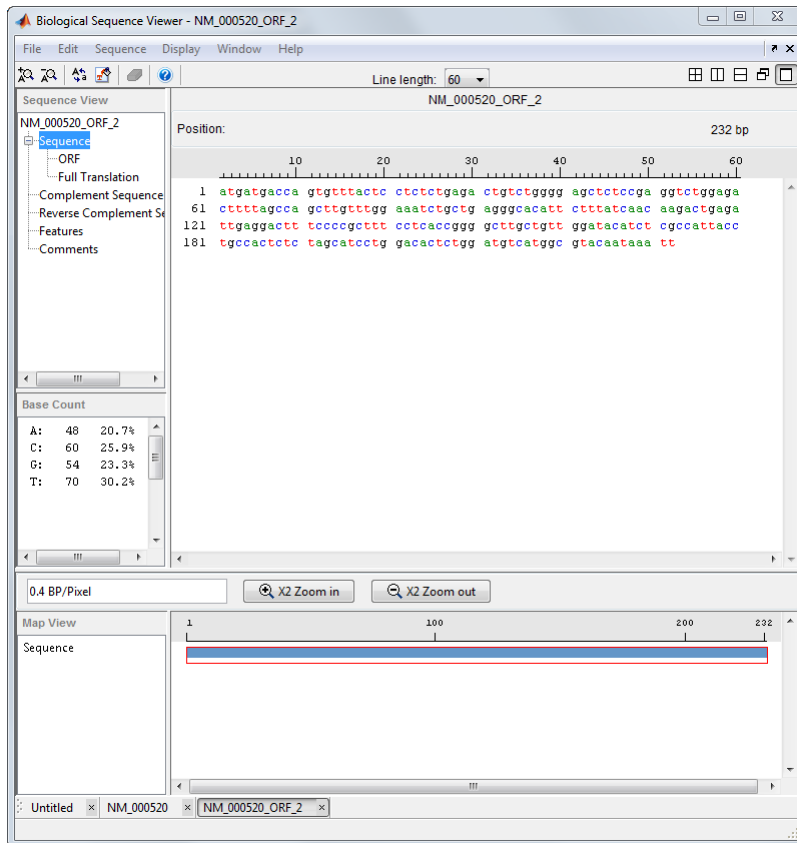 Biological Sequence Viewer - NM_000520_ORF_2
File Edit Sequence Display Window Help
Line length: 60
Sequence View
NM_000520_ORF_2
Sequence
ORF
Full Translation
Complement Sequence
Reverse Complement Se
Features
Comments
NM_000520_ORF_2
Position: 232 bp
10 20 30 40 50 60
1 atgatgacca gtgtttactc ctctctgaga ctgtctgggg agctctccga ggtctggaga
61 cttttagcca gcttgtttgg aaatctgctg agggcacatt ctttatcaac aagactgaga
121 ttgaggactt tccccgcttt cctcaccggg gcttgctgtt ggatacatct cgccattacc
181 tgccactctc tagcatcctg gacactctgg atgtcatggc gtacaataaa tt
Base Count
A: 48 20.7%
C: 60 25.9%
G: 54 23.3%
T: 70 30.2%
0.4 BP/Pixel
X2 Zoom in
X2 Zoom out
Map View
Sequence
1 100 200 232
Untitled NM_000520 NM_000520_ORF_2